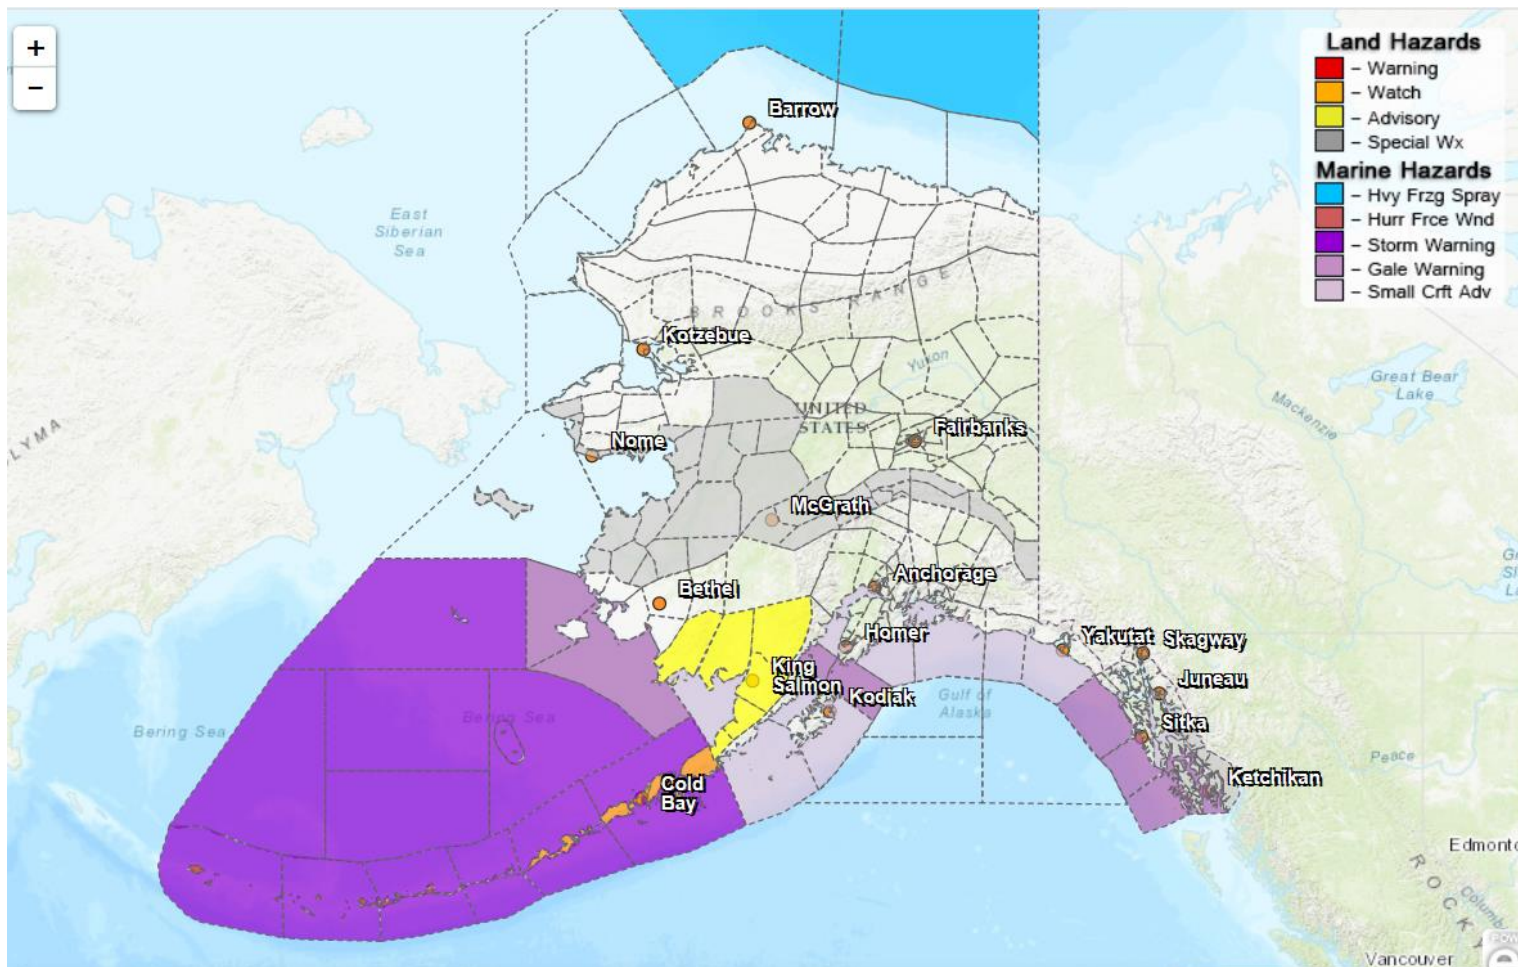 +
−
Land Hazards
– Warning
– Watch
– Advisory
– Special Wx
Marine Hazards
– Hvy Frzg Spray
– Hurr Frce Wnd
– Storm Warning
– Gale Warning
– Small Crft Adv
Barrow
East
Siberian
Sea
BROOKS RANGE
Kotzebue
Yukon
Great Bear
Lake
Mackenzie
UNITED
STATES
LYMA
Nome
Fairbanks
McGrath
Anchorage
Bethel
Homer
Yakutat
Skagway
King
Salmon
Kodiak
Gulf of
Alaska
Juneau
Sitka
Bering Sea
Bering Sea
Peace
Cold
Bay
Ketchikan
Edmonto
ROCKY
Columb
Vancouver